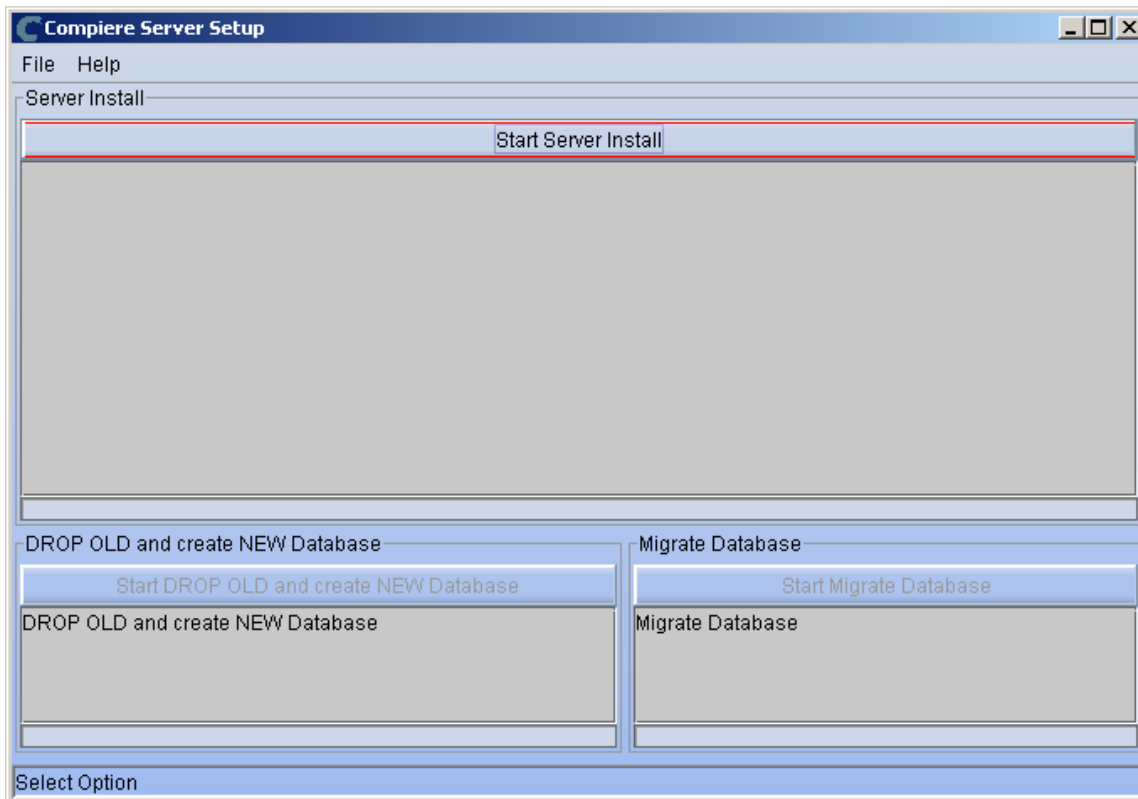 Compiere Server Setup
File Help
Server Install
Start Server Install
DROP OLD and create NEW Database
Start DROP OLD and create NEW Database
DROP OLD and create NEW Database
Migrate Database
Start Migrate Database
Migrate Database
Select Option